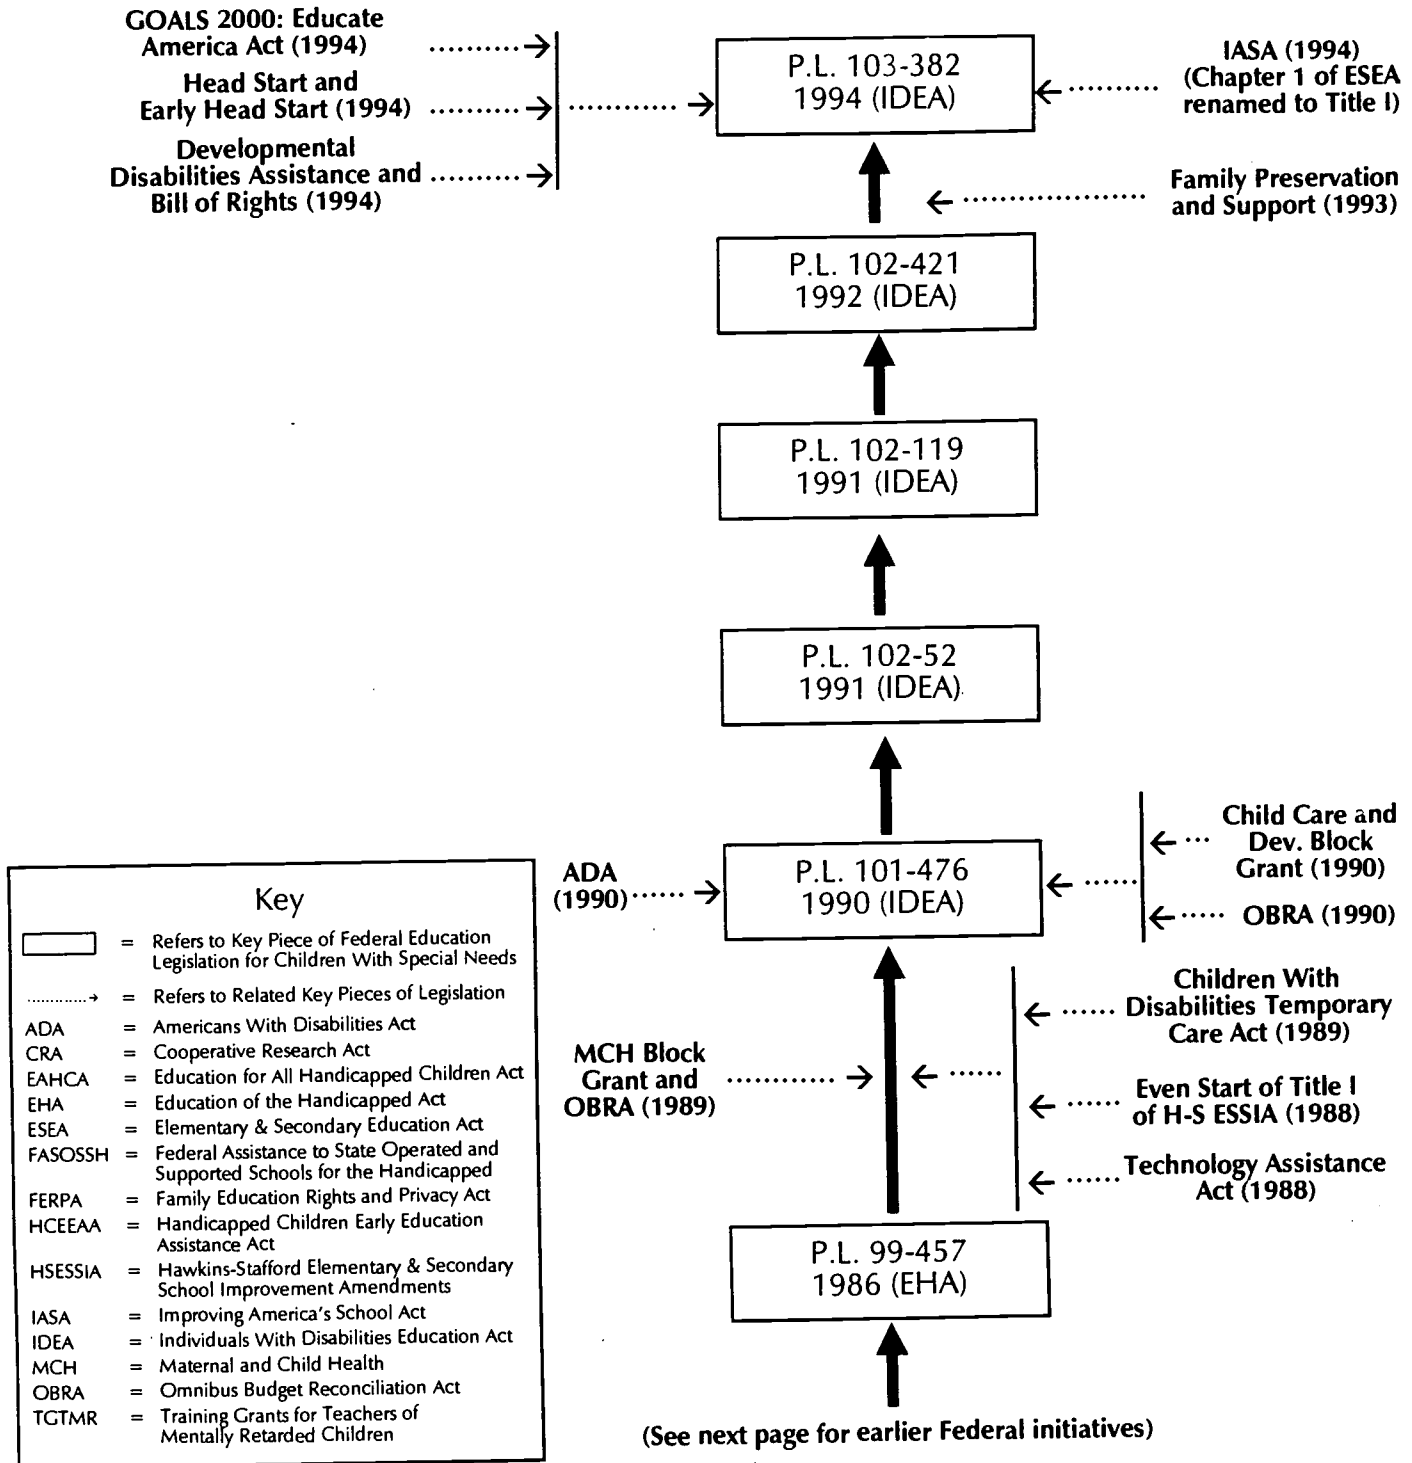 GOALS 2000: Educate
America Act (1994)
Head Start and
Early Head Start (1994)
Developmental
Disabilities Assistance and
Bill of Rights (1994)
P.L. 103-382
1994 (IDEA)
IASA (1994)
(Chapter 1 of ESEA
renamed to Title I)
Family Preservation
and Support (1993)
P.L. 102-421
1992 (IDEA)
P.L. 102-119
1991 (IDEA)
P.L. 102-52
1991 (IDEA)
ADA
(1990)
P.L. 101-476
1990 (IDEA)
Child Care and
Dev. Block
Grant (1990)
OBRA (1990)
MCH Block
Grant and
OBRA (1989)
Children With
Disabilities Temporary
Care Act (1989)
Even Start of Title I
of H-S ESSIA (1988)
Technology Assistance
Act (1988)
P.L. 99-457
1986 (EHA)
(See next page for earlier Federal initiatives)
Key
= Refers to Key Piece of Federal Education
Legislation for Children With Special Needs
= Refers to Related Key Pieces of Legislation
ADA = Americans With Disabilities Act
CRA = Cooperative Research Act
EAHCA = Education for All Handicapped Children Act
EHA = Education of the Handicapped Act
ESEA = Elementary & Secondary Education Act
FASOSSH = Federal Assistance to State Operated and
Supported Schools for the Handicapped
FERPA = Family Education Rights and Privacy Act
HCEEAA = Handicapped Children Early Education
Assistance Act
HSESSIA = Hawkins-Stafford Elementary & Secondary
School Improvement Amendments
IASA = Improving America's School Act
IDEA = Individuals With Disabilities Education Act
MCH = Maternal and Child Health
OBRA = Omnibus Budget Reconciliation Act
TGTMR = Training Grants for Teachers of
Mentally Retarded Children